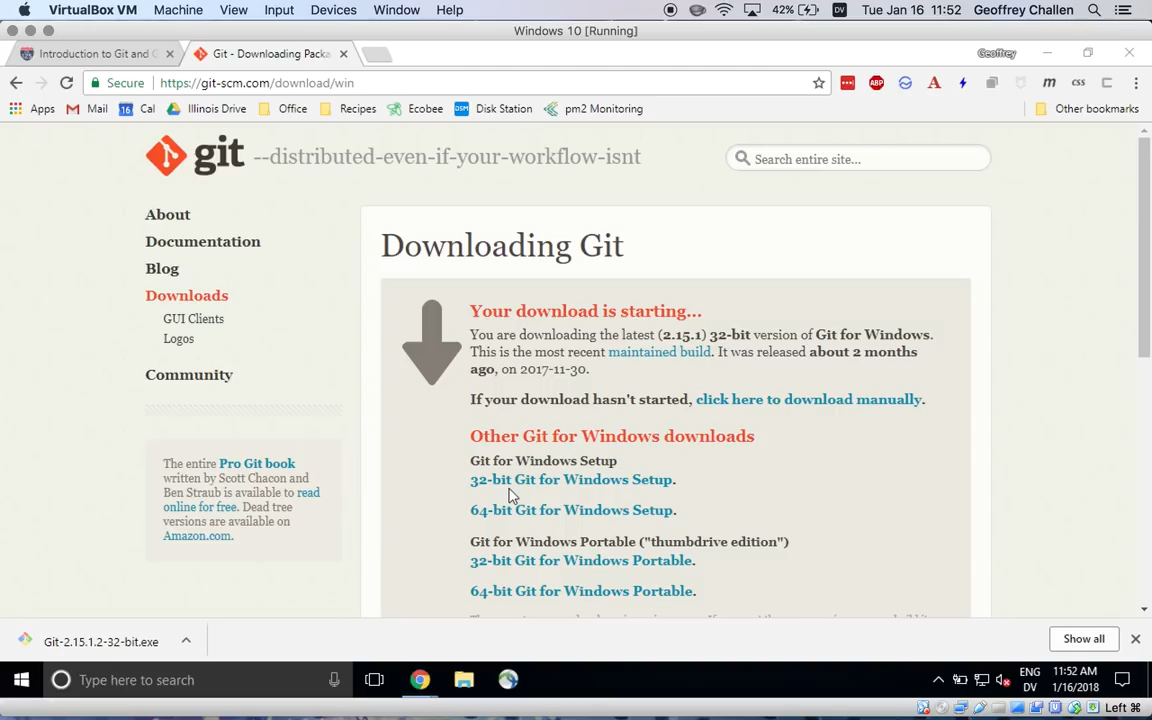 VirtualBox VM Machine View Input Devices Window Help 42% DV Tue Jan 16 11:52 Geoffrey Challen
Windows 10 [Running]
Introduction to Git and G Git - Downloading Packa Geoffrey
Secure https://git-scm.com/download/win ABP A m css
Apps Mail 16 Cal Illinois Drive Office Recipes Ecobee DSM Disk Station pm2 Monitoring Other bookmarks
git --distributed-even-if-your-workflow-isnt
Search entire site...
About
Documentation
Blog
Downloads
GUI Clients
Logos
Community
The entire Pro Git book
written by Scott Chacon and
Ben Straub is available to read
online for free. Dead tree
versions are available on
Amazon.com.
Downloading Git
Your download is starting...
You are downloading the latest (2.15.1) 32-bit version of Git for Windows.
This is the most recent maintained build. It was released about 2 months
ago, on 2017-11-30.
If your download hasn't started, click here to download manually.
Other Git for Windows downloads
Git for Windows Setup
32-bit Git for Windows Setup.
64-bit Git for Windows Setup.
Git for Windows Portable ("thumbdrive edition")
32-bit Git for Windows Portable.
64-bit Git for Windows Portable.
Git-2.15.1.2-32-bit.exe Show all
Type here to search
ENG 11:52 AM
DV 1/16/2018
Left ⌘